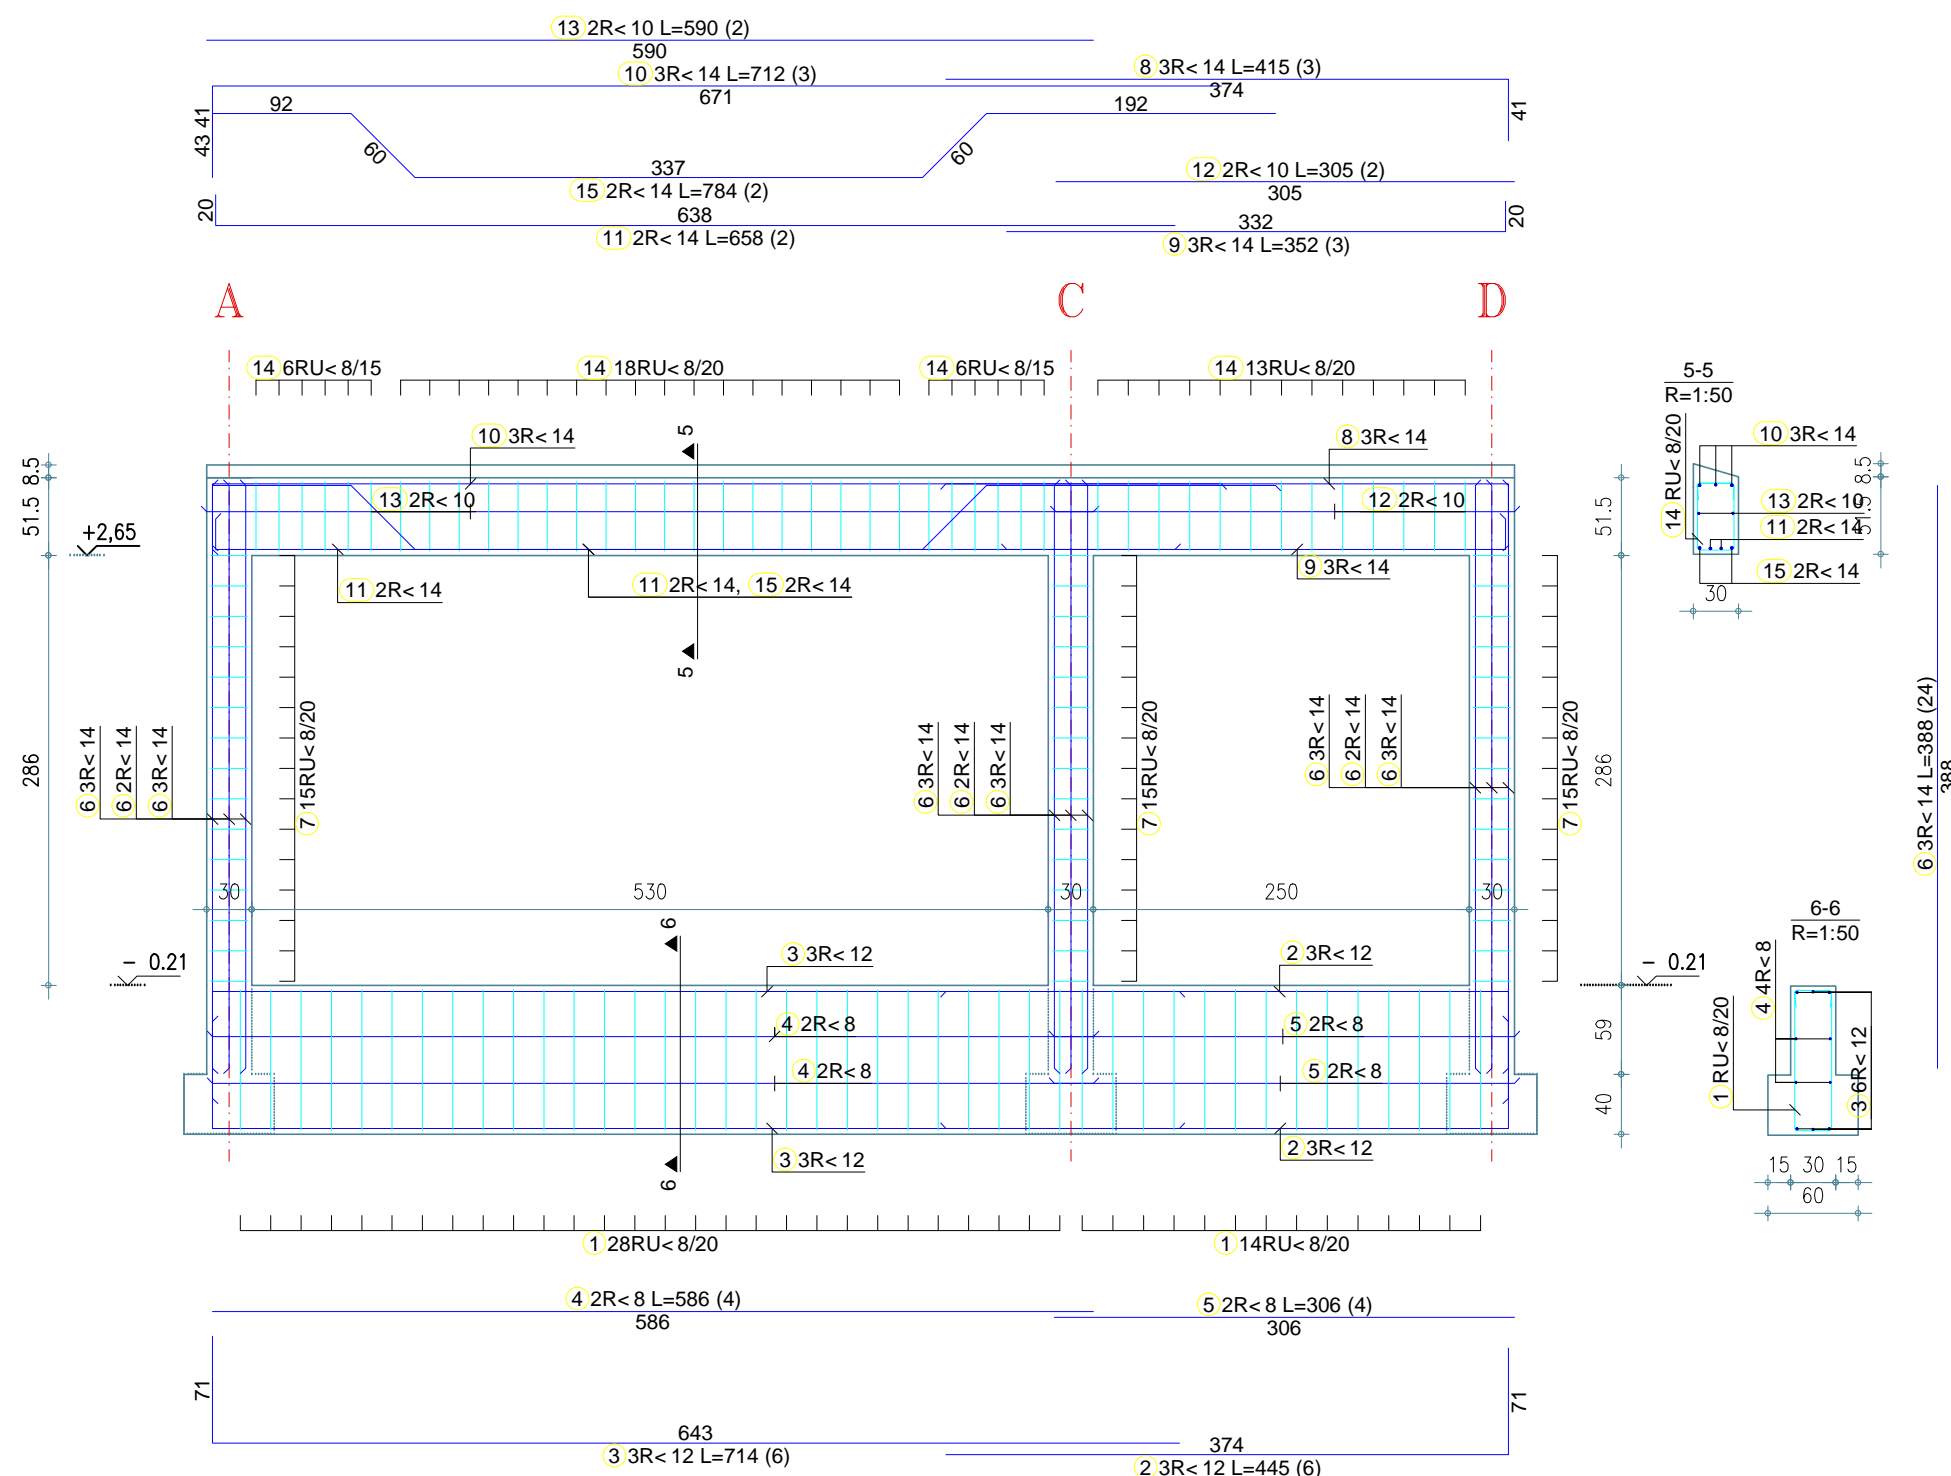 13 2R<10 L=590 (2)
590
10 3R<14 L=712 (3)
671
8 3R<14 L=415 (3)
374
92
192
43 41
41
60
60
337
15 2R<14 L=784 (2)
12 2R<10 L=305 (2)
305
20
638
11 2R<14 L=658 (2)
332
9 3R<14 L=352 (3)
20
A
C
D
14 6RU<8/15
14 18RU<8/20
14 6RU<8/15
14 13RU<8/20
5-5
R=1:50
10 3R<14
5
10 3R<14
8 3R<14
14 RU<8/20
8.5
51.5 8.5
51.5
13 2R<10
12 2R<10
13 2R<10
51.5
11 2R<14
+2,65
15 2R<14
30
11 2R<14
11 2R<14, 15 2R<14
9 3R<14
5
286
6 3R<14
6 2R<14
6 3R<14
7 15RU<8/20
6 3R<14
6 2R<14
6 3R<14
7 15RU<8/20
6 3R<14
6 2R<14
6 3R<14
7 15RU<8/20
286
6 3R<14 L=388 (24)
388
30
530
30
250
30
6-6
R=1:50
6
3 3R<12
2 3R<12
- 0.21
- 0.21
4 4R<8
1 RU<8/20
3 6R<12
4 2R<8
5 2R<8
59
4 2R<8
5 2R<8
40
3 3R<12
2 3R<12
6
15 30 15
60
1 28RU<8/20
1 14RU<8/20
4 2R<8 L=586 (4)
586
5 2R<8 L=306 (4)
306
71
71
643
3 3R<12 L=714 (6)
374
2 3R<12 L=445 (6)